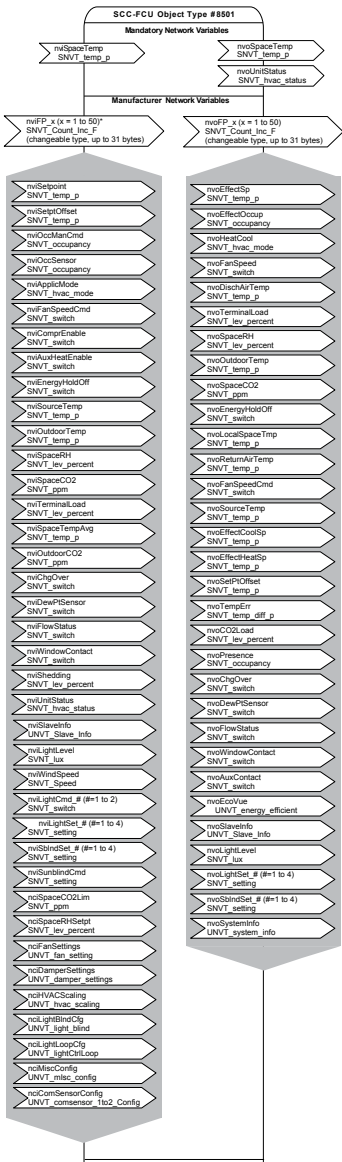 SCC-FCU Object Type #8501
Mandatory Network Variables
nviSpaceTemp
SNVT_temp_p
nvoSpaceTemp
SNVT_temp_p
nvoUnitStatus
SNVT_hvac_status
Manufacturer Network Variables
nviFP_x (x = 1 to 50)*
SNVT_Count_Inc_F
(changeable type, up to 31 bytes)
nvoFP_x (x = 1 to 50)
SNVT_Count_Inc_F
(changeable type, up to 31 bytes)
nviSetpoint
SNVT_temp_p
nviSetptOffset
SNVT_temp_p
nviOccManCmd
SNVT_occupancy
nviOccSensor
SNVT_occupancy
nviApplicMode
SNVT_hvac_mode
nviFanSpeedCmd
SNVT_switch
nviComprEnable
SNVT_switch
nviAuxHeatEnable
SNVT_switch
nviEnergyHoldOff
SNVT_switch
nviSourceTemp
SNVT_temp_p
nviOutdoorTemp
SNVT_temp_p
nviSpaceRH
SNVT_lev_percent
nviSpaceCO2
SNVT_ppm
nviTerminalLoad
SNVT_lev_percent
nviSpaceTempAvg
SNVT_temp_p
nviOutdoorCO2
SNVT_ppm
nviChgOver
SNVT_switch
nviDewPtSensor
SNVT_switch
nviFlowStatus
SNVT_switch
nviWindowContact
SNVT_switch
nviShedding
SNVT_lev_percent
nviUnitStatus
SNVT_hvac_status
nviSlaveInfo
UNVT_Slave_Info
nviLightLevel
SVNT_lux
nviWindSpeed
SNVT_Speed
nviLightCmd_# (#=1 to 2)
SNVT_switch
nviLightSet_# (#=1 to 4)
SNVT_setting
nviSblndSet_# (#=1 to 4)
SNVT_setting
nviSunblindCmd
SNVT_setting
nciSpaceCO2Lim
SNVT_ppm
nciSpaceRHSetpt
SNVT_lev_percent
nciFanSettings
UNVT_fan_setting
nciDamperSettings
UNVT_damper_settings
nciHVACScaling
UNVT_hvac_scaling
nciLightBlndCfg
UNVT_light_blind
nciLightLoopCfg
UNVT_lightCtrlLoop
nciMiscConfig
UNVT_misc_config
nviComSensorConfig
UNVT_comsensor_1to2_Config
nvoEffectSp
SNVT_temp_p
nvoEffectOccup
SNVT_occupancy
nvoHeatCool
SNVT_hvac_mode
nvoFanSpeed
SNVT_switch
nvoDischAirTemp
SNVT_temp_p
nvoTerminalLoad
SNVT_lev_percent
nvoSpaceRH
SNVT_lev_percent
nvoOutdoorTemp
SNVT_temp_p
nvoSpaceCO2
SNVT_ppm
nvoEnergyHoldOff
SNVT_switch
nvoLocalSpaceTmp
SNVT_temp_p
nvoReturnAirTemp
SNVT_temp_p
nvoFanSpeedCmd
SNVT_switch
nvoSourceTemp
SNVT_temp_p
nvoEffectCoolSp
SNVT_temp_p
nvoEffectHeatSp
SNVT_temp_p
nvoSetPtOffset
SNVT_temp_p
nvoTempErr
SNVT_temp_diff_p
nvoCO2Load
SNVT_lev_percent
nvoPresence
SNVT_occupancy
nvoChgOver
SNVT_switch
nvoDewPtSensor
SNVT_switch
nvoFlowStatus
SNVT_switch
nvoWindowContact
SNVT_switch
nvoAuxContact
SNVT_switch
nvoEcoVue
UNVT_energy_efficient
nvoSlaveInfo
UNVT_Slave_Info
nvoLightLevel
SNVT_lux
nvoLightSet_# (#=1 to 4)
SNVT_setting
nvoSblndSet_# (#=1 to 4)
SNVT_setting
nvoSystemInfo
UNVT_system_info